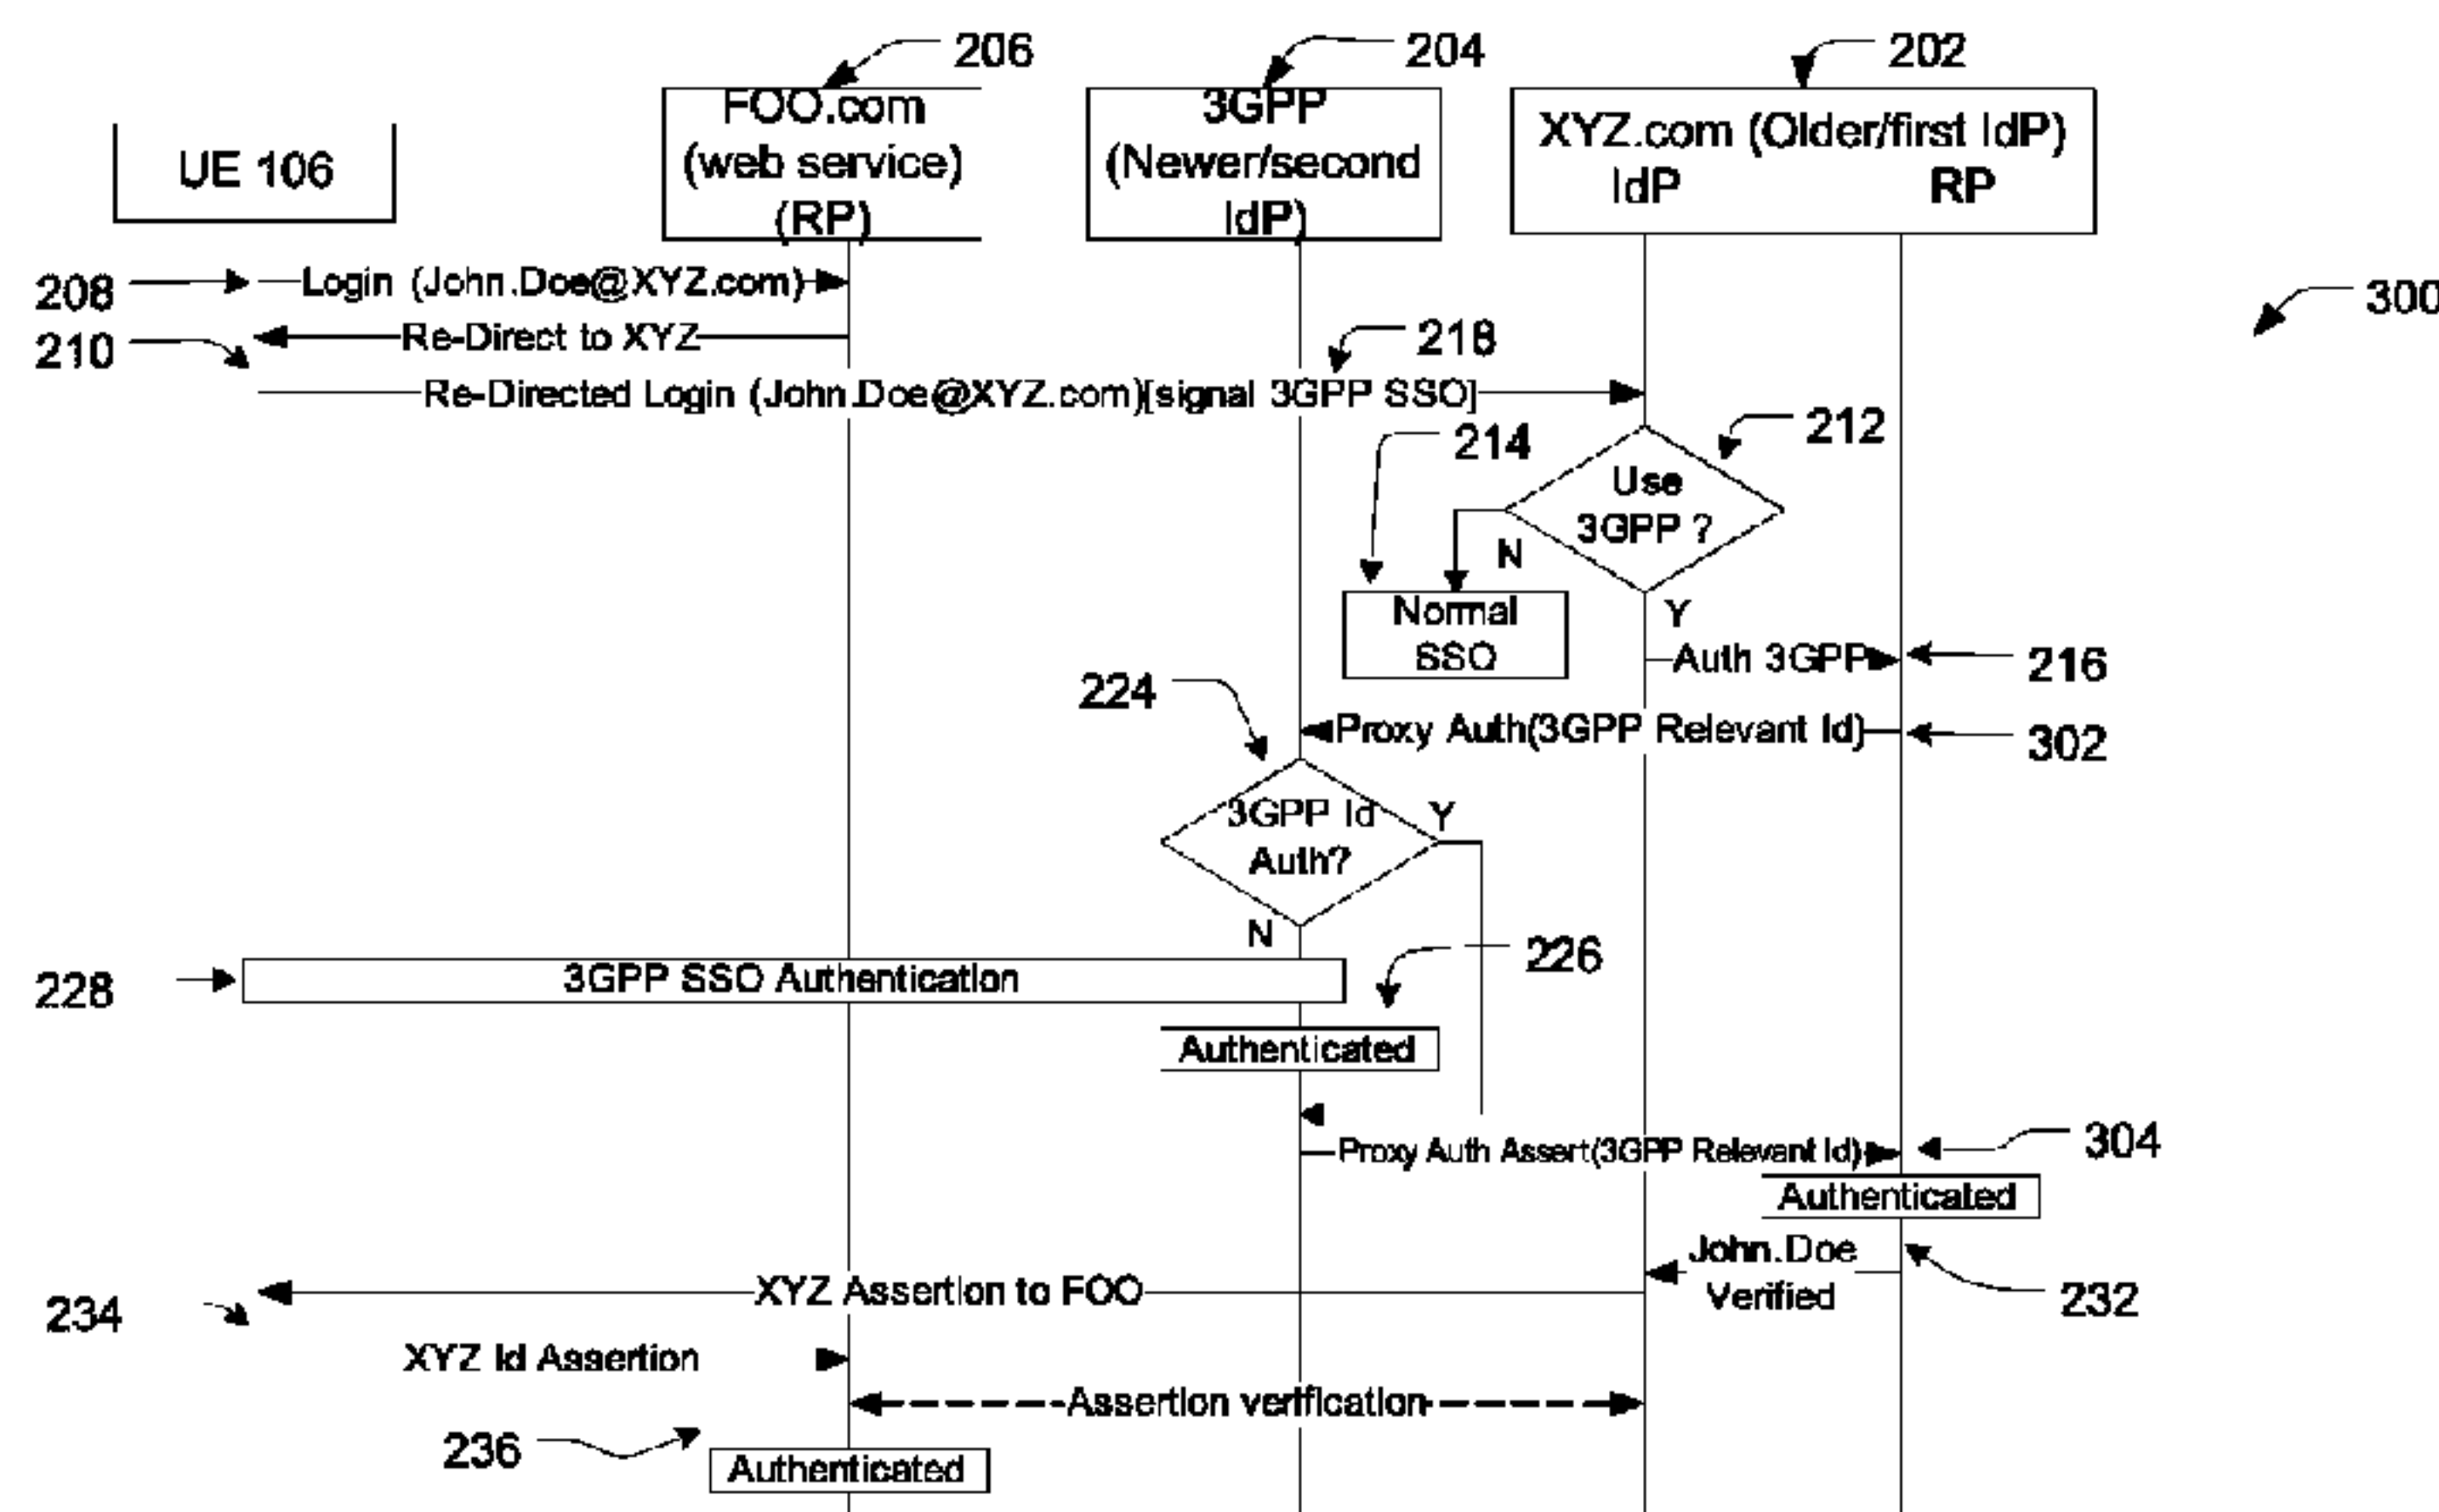 206
204
202
UE 106
FOO.com
(web service)
(RP)
3GPP
(Newer/second
IdP)
XYZ.com (Older/first IdP)
IdP RP
208
Login (John.Doe@XYZ.com)
300
210
Re-Direct to XYZ
218
Re-Directed Login (John.Doe@XYZ.com)[signal 3GPP SSO]
214
212
Use
3GPP ?
N
Normal
SSO
Y
Auth 3GPP
216
224
Proxy Auth(3GPP Relevant Id)
302
3GPP Id
Auth?
Y
N
226
228
3GPP SSO Authentication
Authenticated
Proxy Auth Assert(3GPP Relevant Id)
304
Authenticated
John.Doe
Verified
232
XYZ Assertion to FOO
234
XYZ Id Assertion
Assertion verification
236
Authenticated